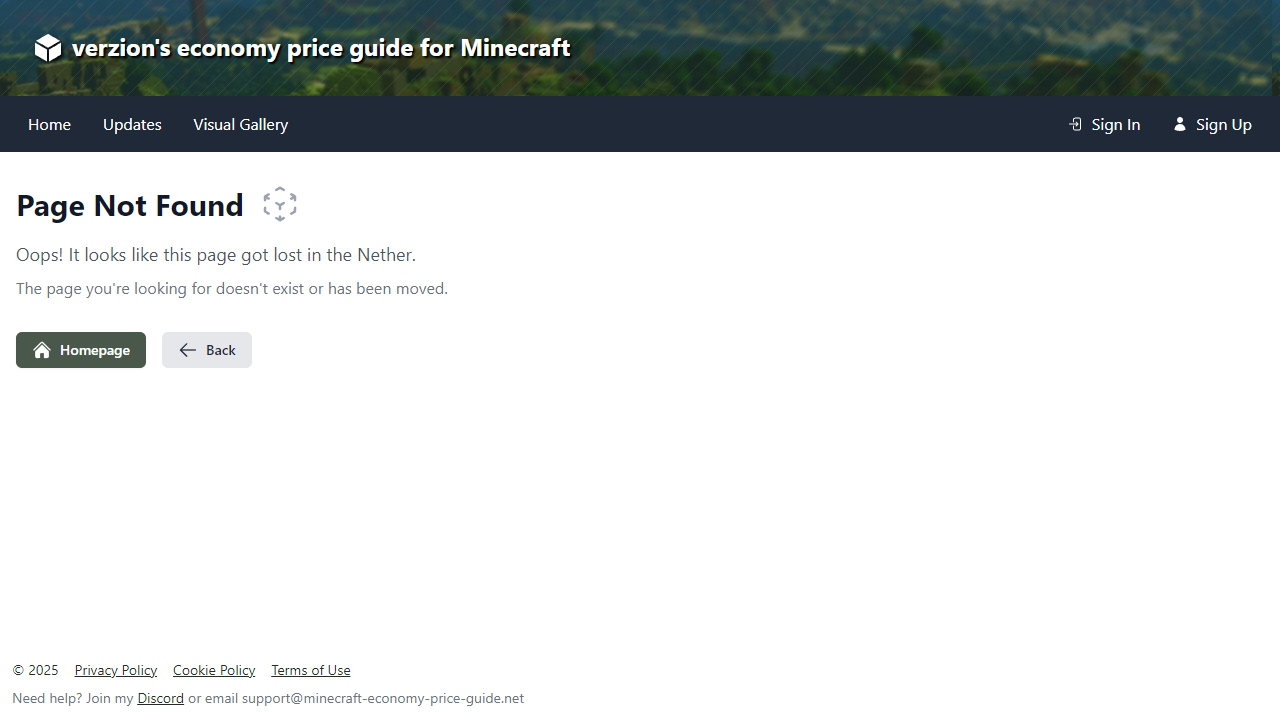 verzion's economy price guide for Minecraft
Home Updates Visual Gallery Sign In Sign Up
Page Not Found
Oops! It looks like this page got lost in the Nether.
The page you're looking for doesn't exist or has been moved.
Homepage Back
© 2025 Privacy Policy Cookie Policy Terms of Use
Need help? Join my Discord or email support@minecraft-economy-price-guide.net